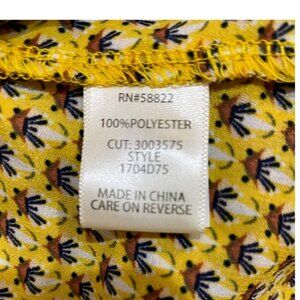 RN#58822
100%POLYESTER
CUT: 3003575
STYLE
1704D75
MADE IN CHINA
CARE ON REVERSE